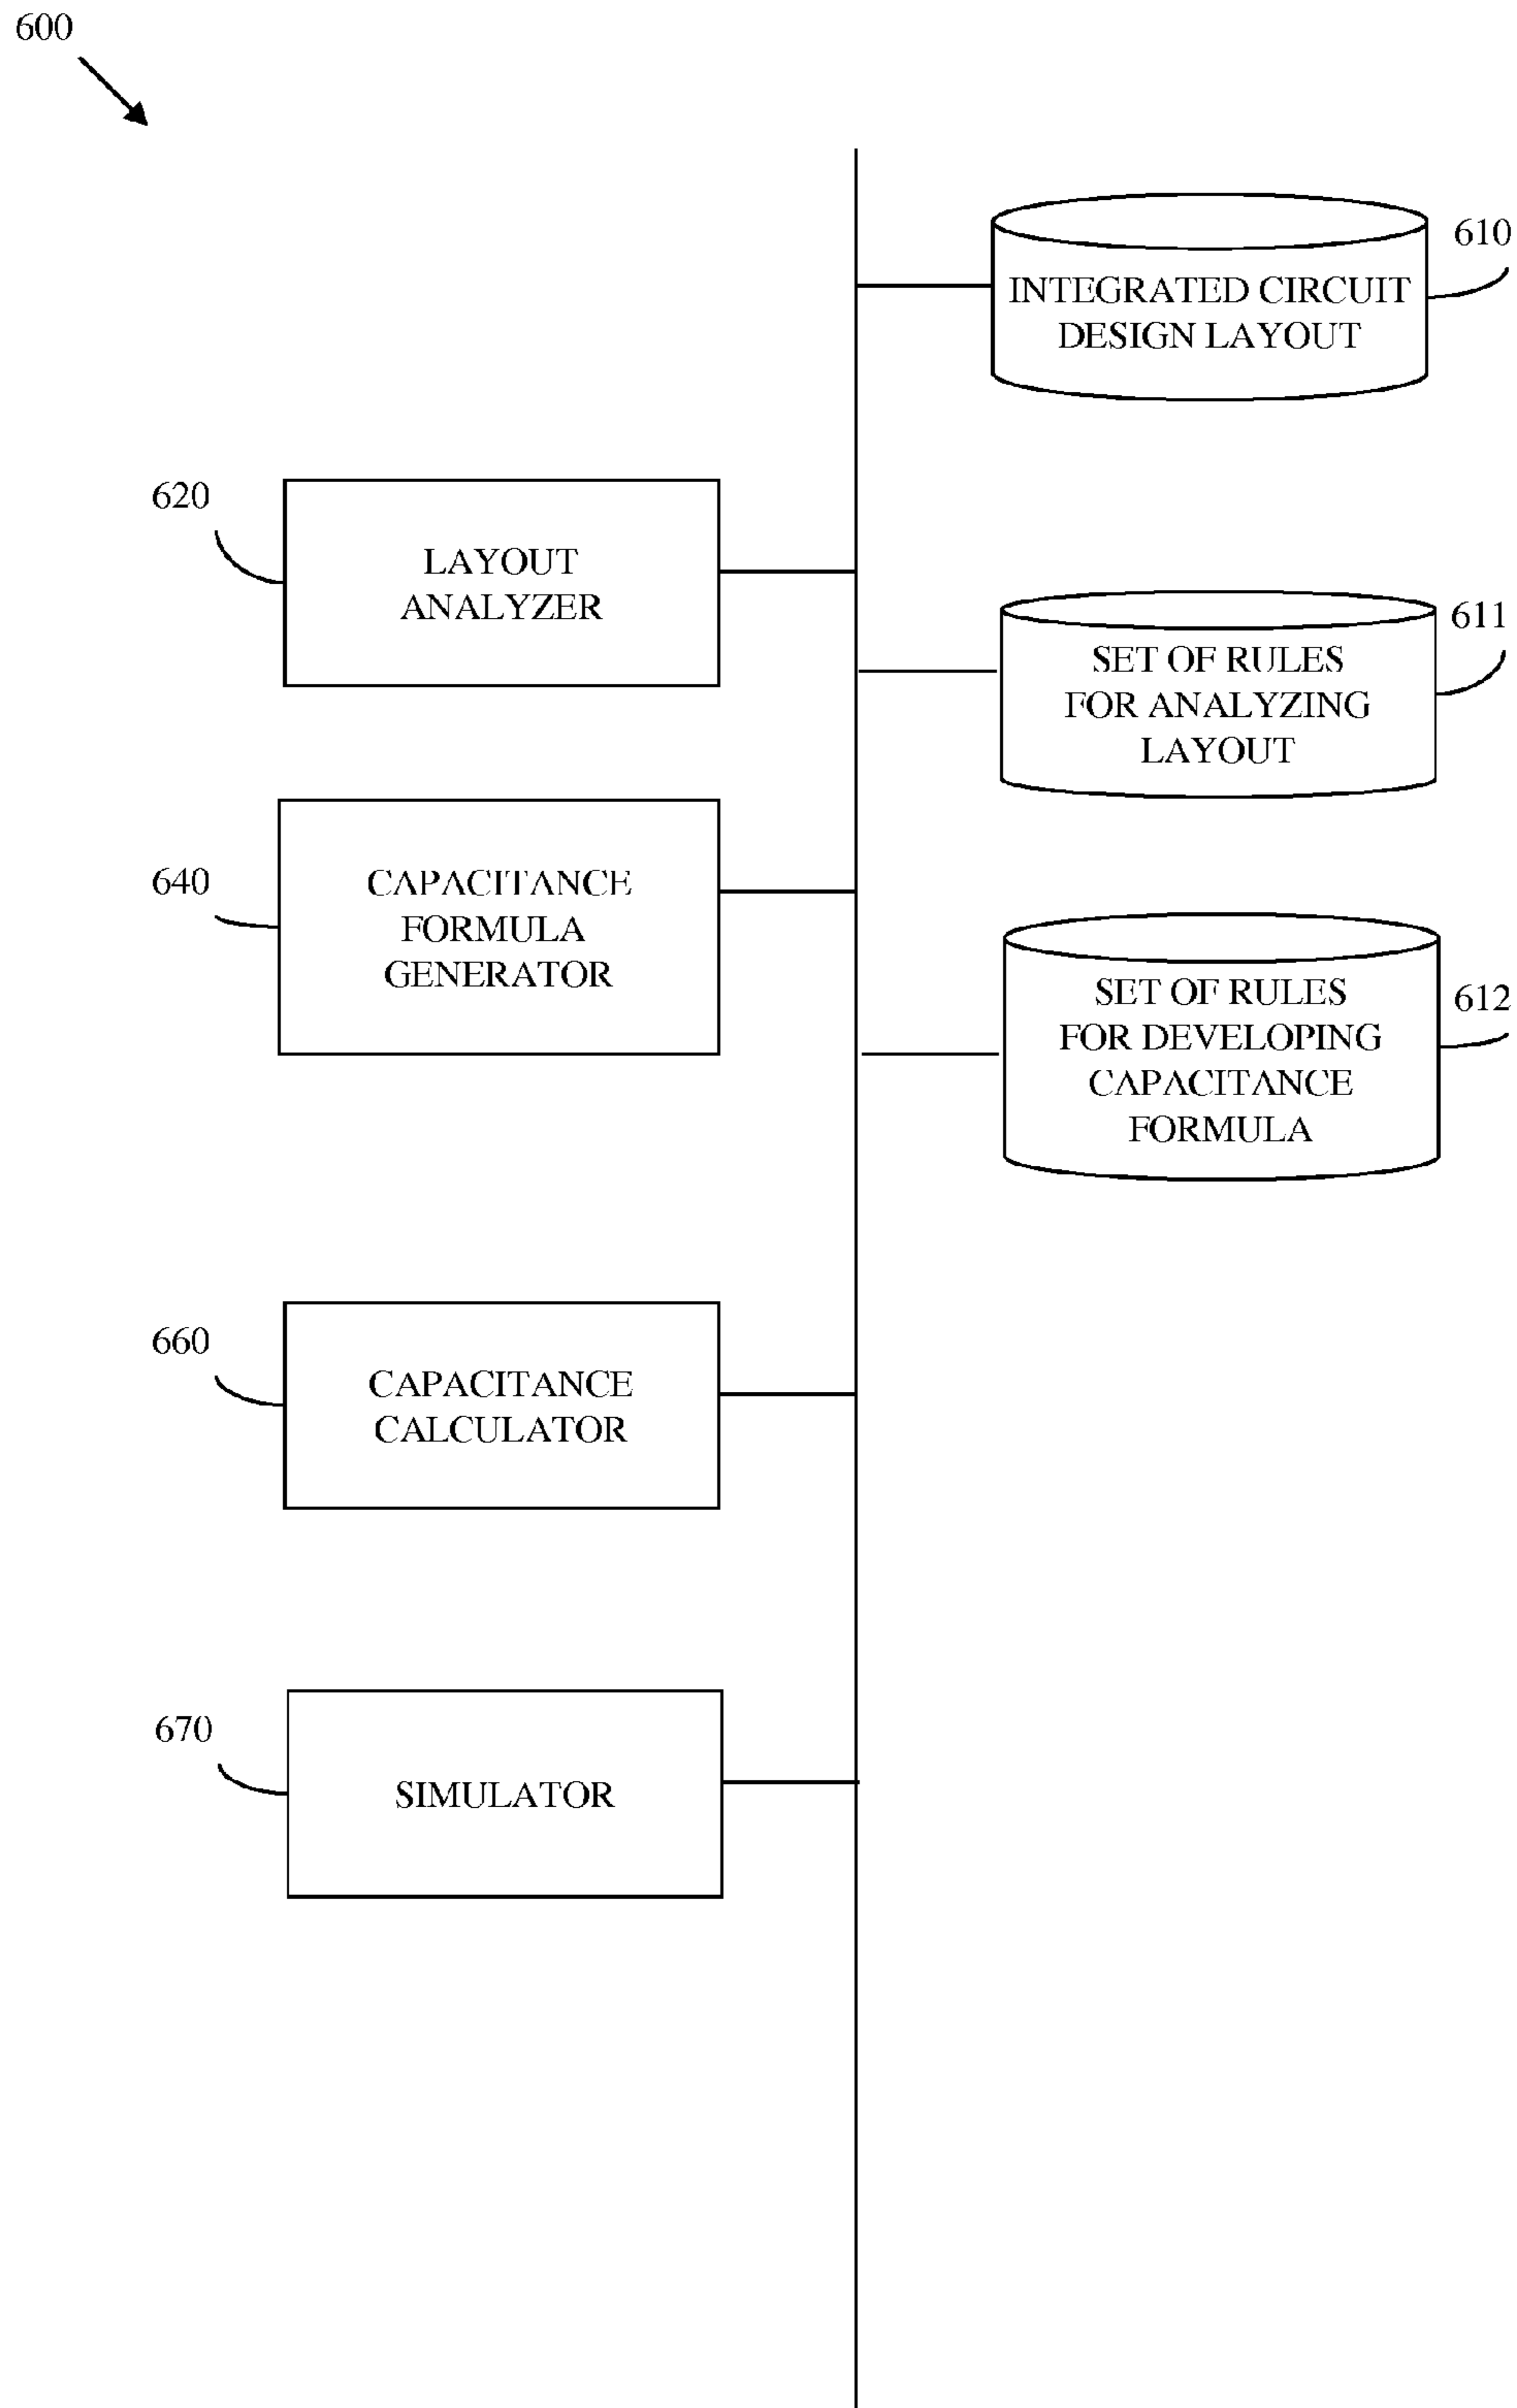 600
610
INTEGRATED CIRCUIT
DESIGN LAYOUT
620
LAYOUT
ANALYZER
611
SET OF RULES
FOR ANALYZING
LAYOUT
640
CAPACITANCE
FORMULA
GENERATOR
612
SET OF RULES
FOR DEVELOPING
CAPACITANCE
FORMULA
660
CAPACITANCE
CALCULATOR
670
SIMULATOR